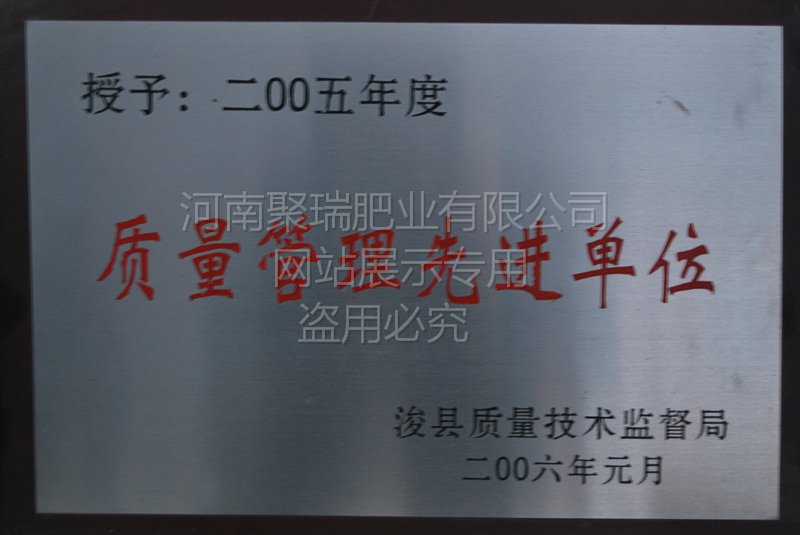 授予：二00五年度
河南聚瑞肥业有限公司
质量管理先进单位
网站展示专用
盗用必究
浚县质量技术监督局
二00六年元月